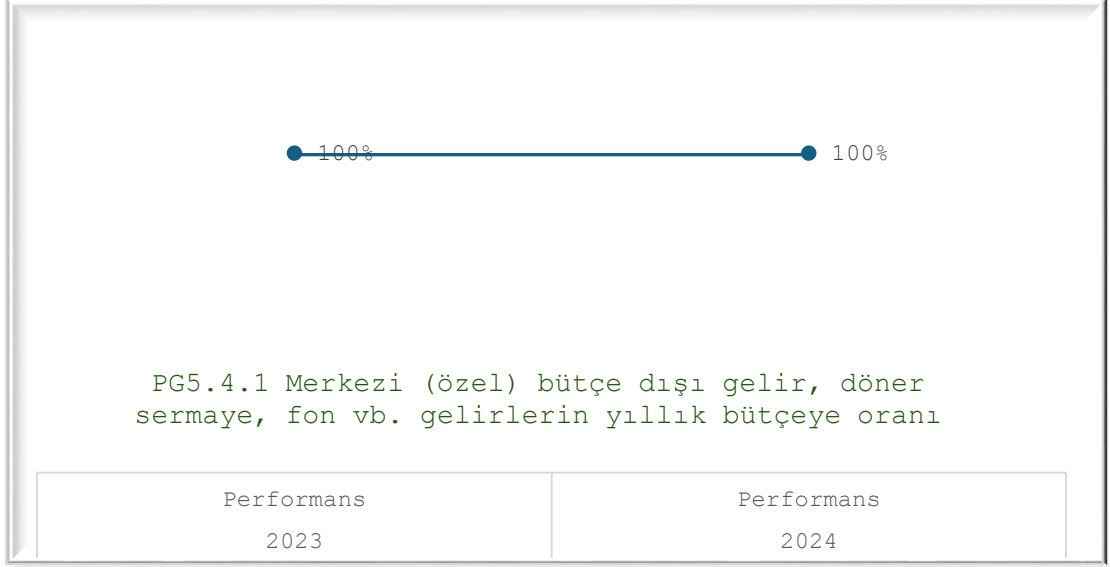 100% 100%
PG5.4.1 Merkezi (özel) bütçe dışı gelir, döner
sermaye, fon vb. gelirlerin yıllık bütçeye oranı
Performans Performans
2023 2024